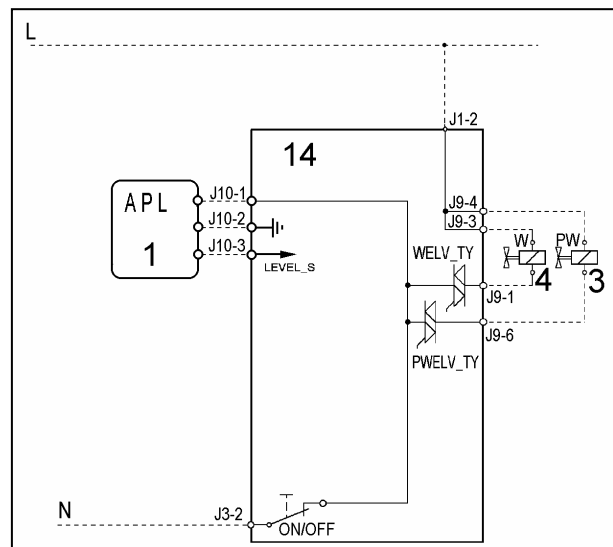 L
J1-2
14
APL
1
J10-1
J10-2
J10-3
LEVEL_S
J9-4
J9-3
W
PW
WELV_TY
4
3
J9-1
J9-6
PWELV_TY
N
J3-2
ON/OFF